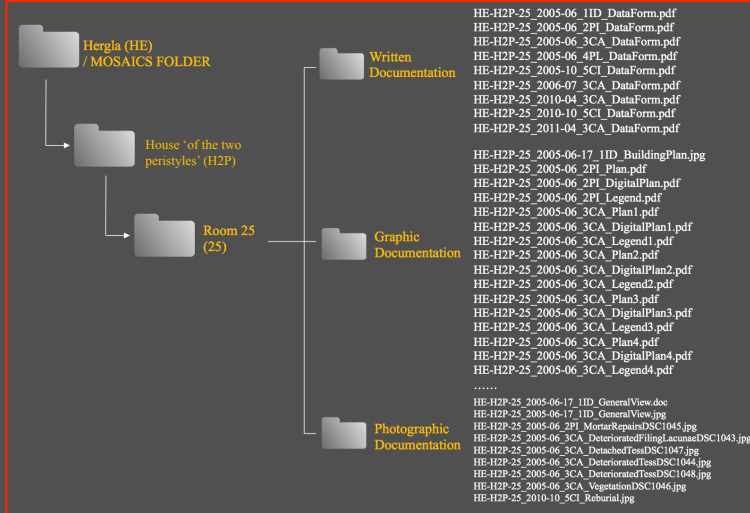 Hergla (HE)
/ MOSAICS FOLDER
House ‘of the two
peristyles’ (H2P)
Room 25
(25)
Written
Documentation
HE-H2P-25_2005-06_1ID_DataForm.pdf
HE-H2P-25_2005-06_2PI_DataForm.pdf
HE-H2P-25_2005-06_3CA_DataForm.pdf
HE-H2P-25_2005-06_4PL_DataForm.pdf
HE-H2P-25_2005-10_5CI_DataForm.pdf
HE-H2P-25_2006-07_3CA_DataForm.pdf
HE-H2P-25_2010-04_3CA_DataForm.pdf
HE-H2P-25_2010-10_5CI_DataForm.pdf
HE-H2P-25_2011-04_3CA_DataForm.pdf
Graphic
Documentation
HE-H2P-25_2005-06-17_1ID_BuildingPlan.jpg
HE-H2P-25_2005-06_2PI_Plan.pdf
HE-H2P-25_2005-06_2PI_DigitalPlan.pdf
HE-H2P-25_2005-06_2PI_Legend.pdf
HE-H2P-25_2005-06_3CA_Plan1.pdf
HE-H2P-25_2005-06_3CA_DigitalPlan1.pdf
HE-H2P-25_2005-06_3CA_Legend1.pdf
HE-H2P-25_2005-06_3CA_Plan2.pdf
HE-H2P-25_2005-06_3CA_DigitalPlan2.pdf
HE-H2P-25_2005-06_3CA_Legend2.pdf
HE-H2P-25_2005-06_3CA_Plan3.pdf
HE-H2P-25_2005-06_3CA_DigitalPlan3.pdf
HE-H2P-25_2005-06_3CA_Legend3.pdf
HE-H2P-25_2005-06_3CA_Plan4.pdf
HE-H2P-25_2005-06_3CA_DigitalPlan4.pdf
HE-H2P-25_2005-06_3CA_Legend4.pdf
……
Photographic
Documentation
HE-H2P-25_2005-06-17_1ID_GeneralView.doc
HE-H2P-25_2005-06-17_1ID_GeneralView.jpg
HE-H2P-25_2005-06_2PI_MortarRepairsDSC1045.jpg
HE-H2P-25_2005-06_3CA_DeterioratedFilingLacunaeDSC1043.jpg
HE-H2P-25_2005-06_3CA_DetachedTessDSC1047.jpg
HE-H2P-25_2005-06_3CA_DeterioratedTessDSC1044.jpg
HE-H2P-25_2005-06_3CA_DeterioratedTessDSC1048.jpg
HE-H2P-25_2005-06_3CA_VegetationDSC1046.jpg
HE-H2P-25_2010-10_5CI_Reburial.jpg